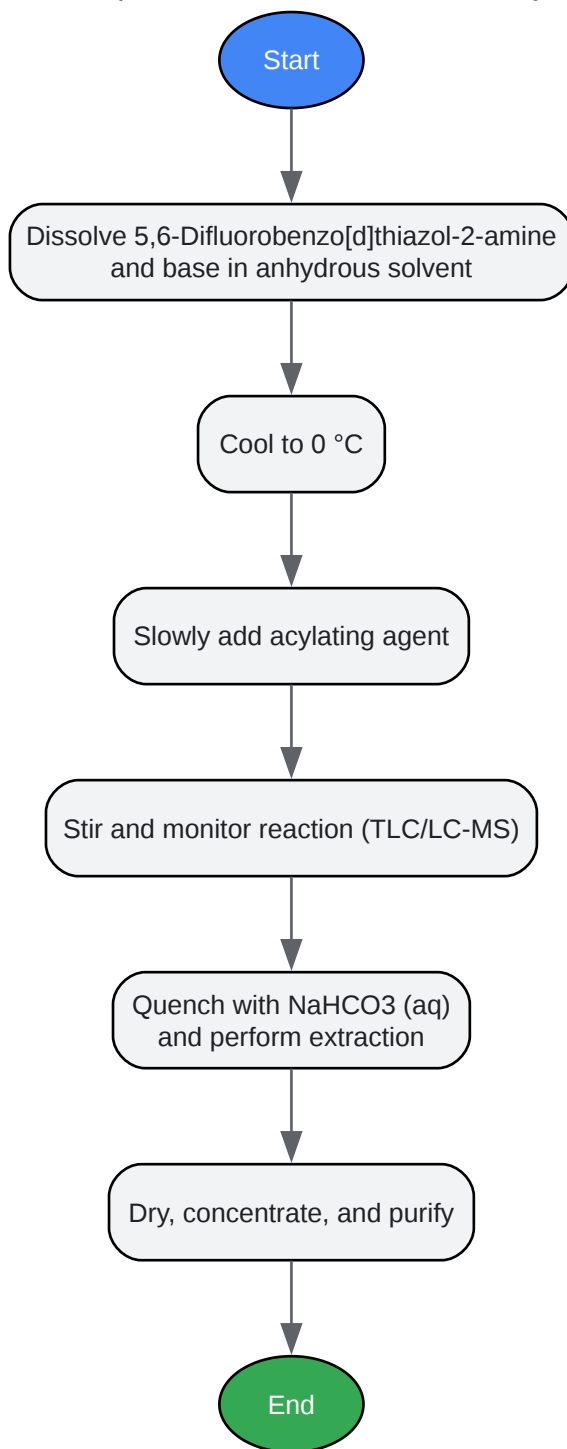 Start
Dissolve 5,6-Difluorobenzo[d]thiazol-2-amine
and base in anhydrous solvent
Cool to 0 °C
Slowly add acylating agent
Stir and monitor reaction (TLC/LC-MS)
Quench with NaHCO3 (aq)
and perform extraction
Dry, concentrate, and purify
End